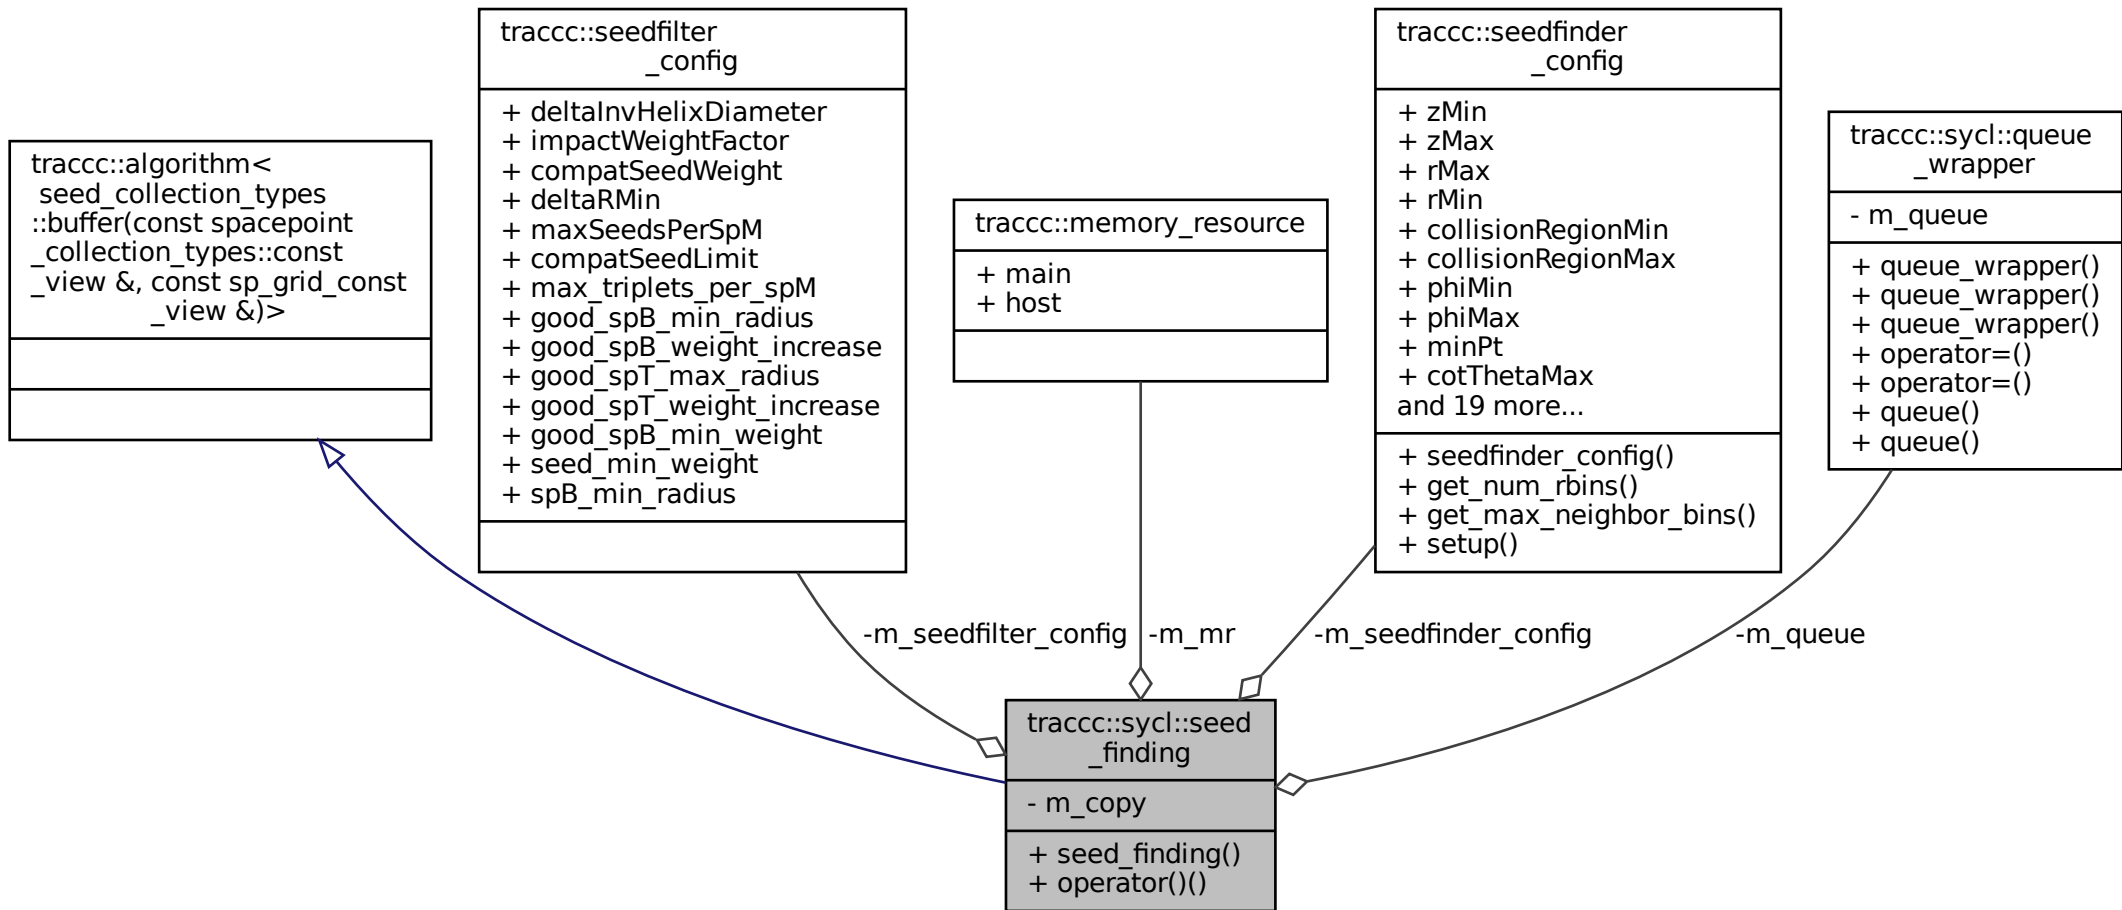 traccc::algorithm<
seed_collection_types
::buffer(const spacepoint
_collection_types::const
_view &, const sp_grid_const
_view &)>
traccc::seedfilter
_config
+ deltaInvHelixDiameter
+ impactWeightFactor
+ compatSeedWeight
+ deltaRMin
+ maxSeedsPerSpM
+ compatSeedLimit
+ max_triplets_per_spM
+ good_spB_min_radius
+ good_spB_weight_increase
+ good_spT_max_radius
+ good_spT_weight_increase
+ good_spB_min_weight
+ seed_min_weight
+ spB_min_radius
traccc::memory_resource
+ main
+ host
traccc::seedfinder
_config
+ zMin
+ zMax
+ rMax
+ rMin
+ collisionRegionMin
+ collisionRegionMax
+ phiMin
+ phiMax
+ minPt
+ cotThetaMax
and 19 more...
+ seedfinder_config()
+ get_num_rbins()
+ get_max_neighbor_bins()
+ setup()
traccc::sycl::queue
_wrapper
- m_queue
+ queue_wrapper()
+ queue_wrapper()
+ queue_wrapper()
+ operator=()
+ operator=()
+ queue()
+ queue()
-m_seedfilter_config
-m_mr
-m_seedfinder_config
-m_queue
traccc::sycl::seed
_finding
- m_copy
+ seed_finding()
+ operator()()